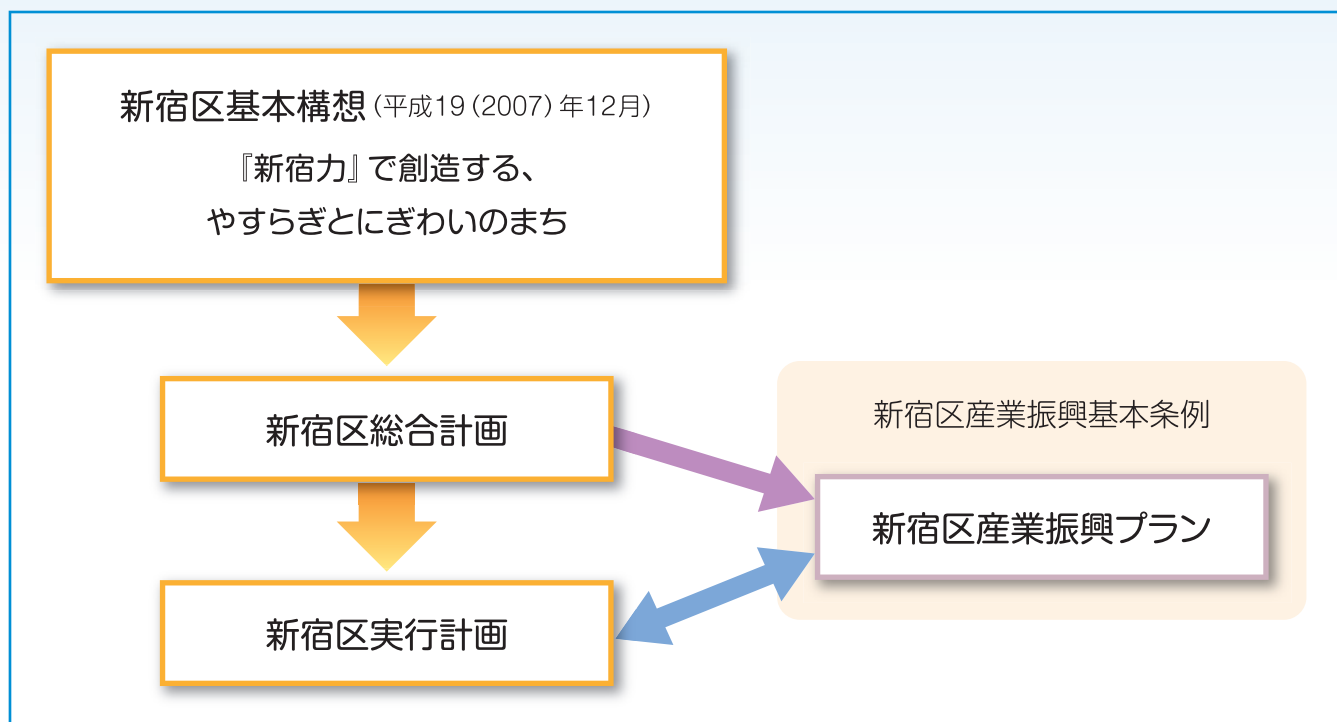 新宿区基本構想(平成19(2007)年12月)
『新宿力』で創造する、
やすらぎとにぎわいのまち
新宿区総合計画
新宿区産業振興基本条例
新宿区産業振興プラン
新宿区実行計画